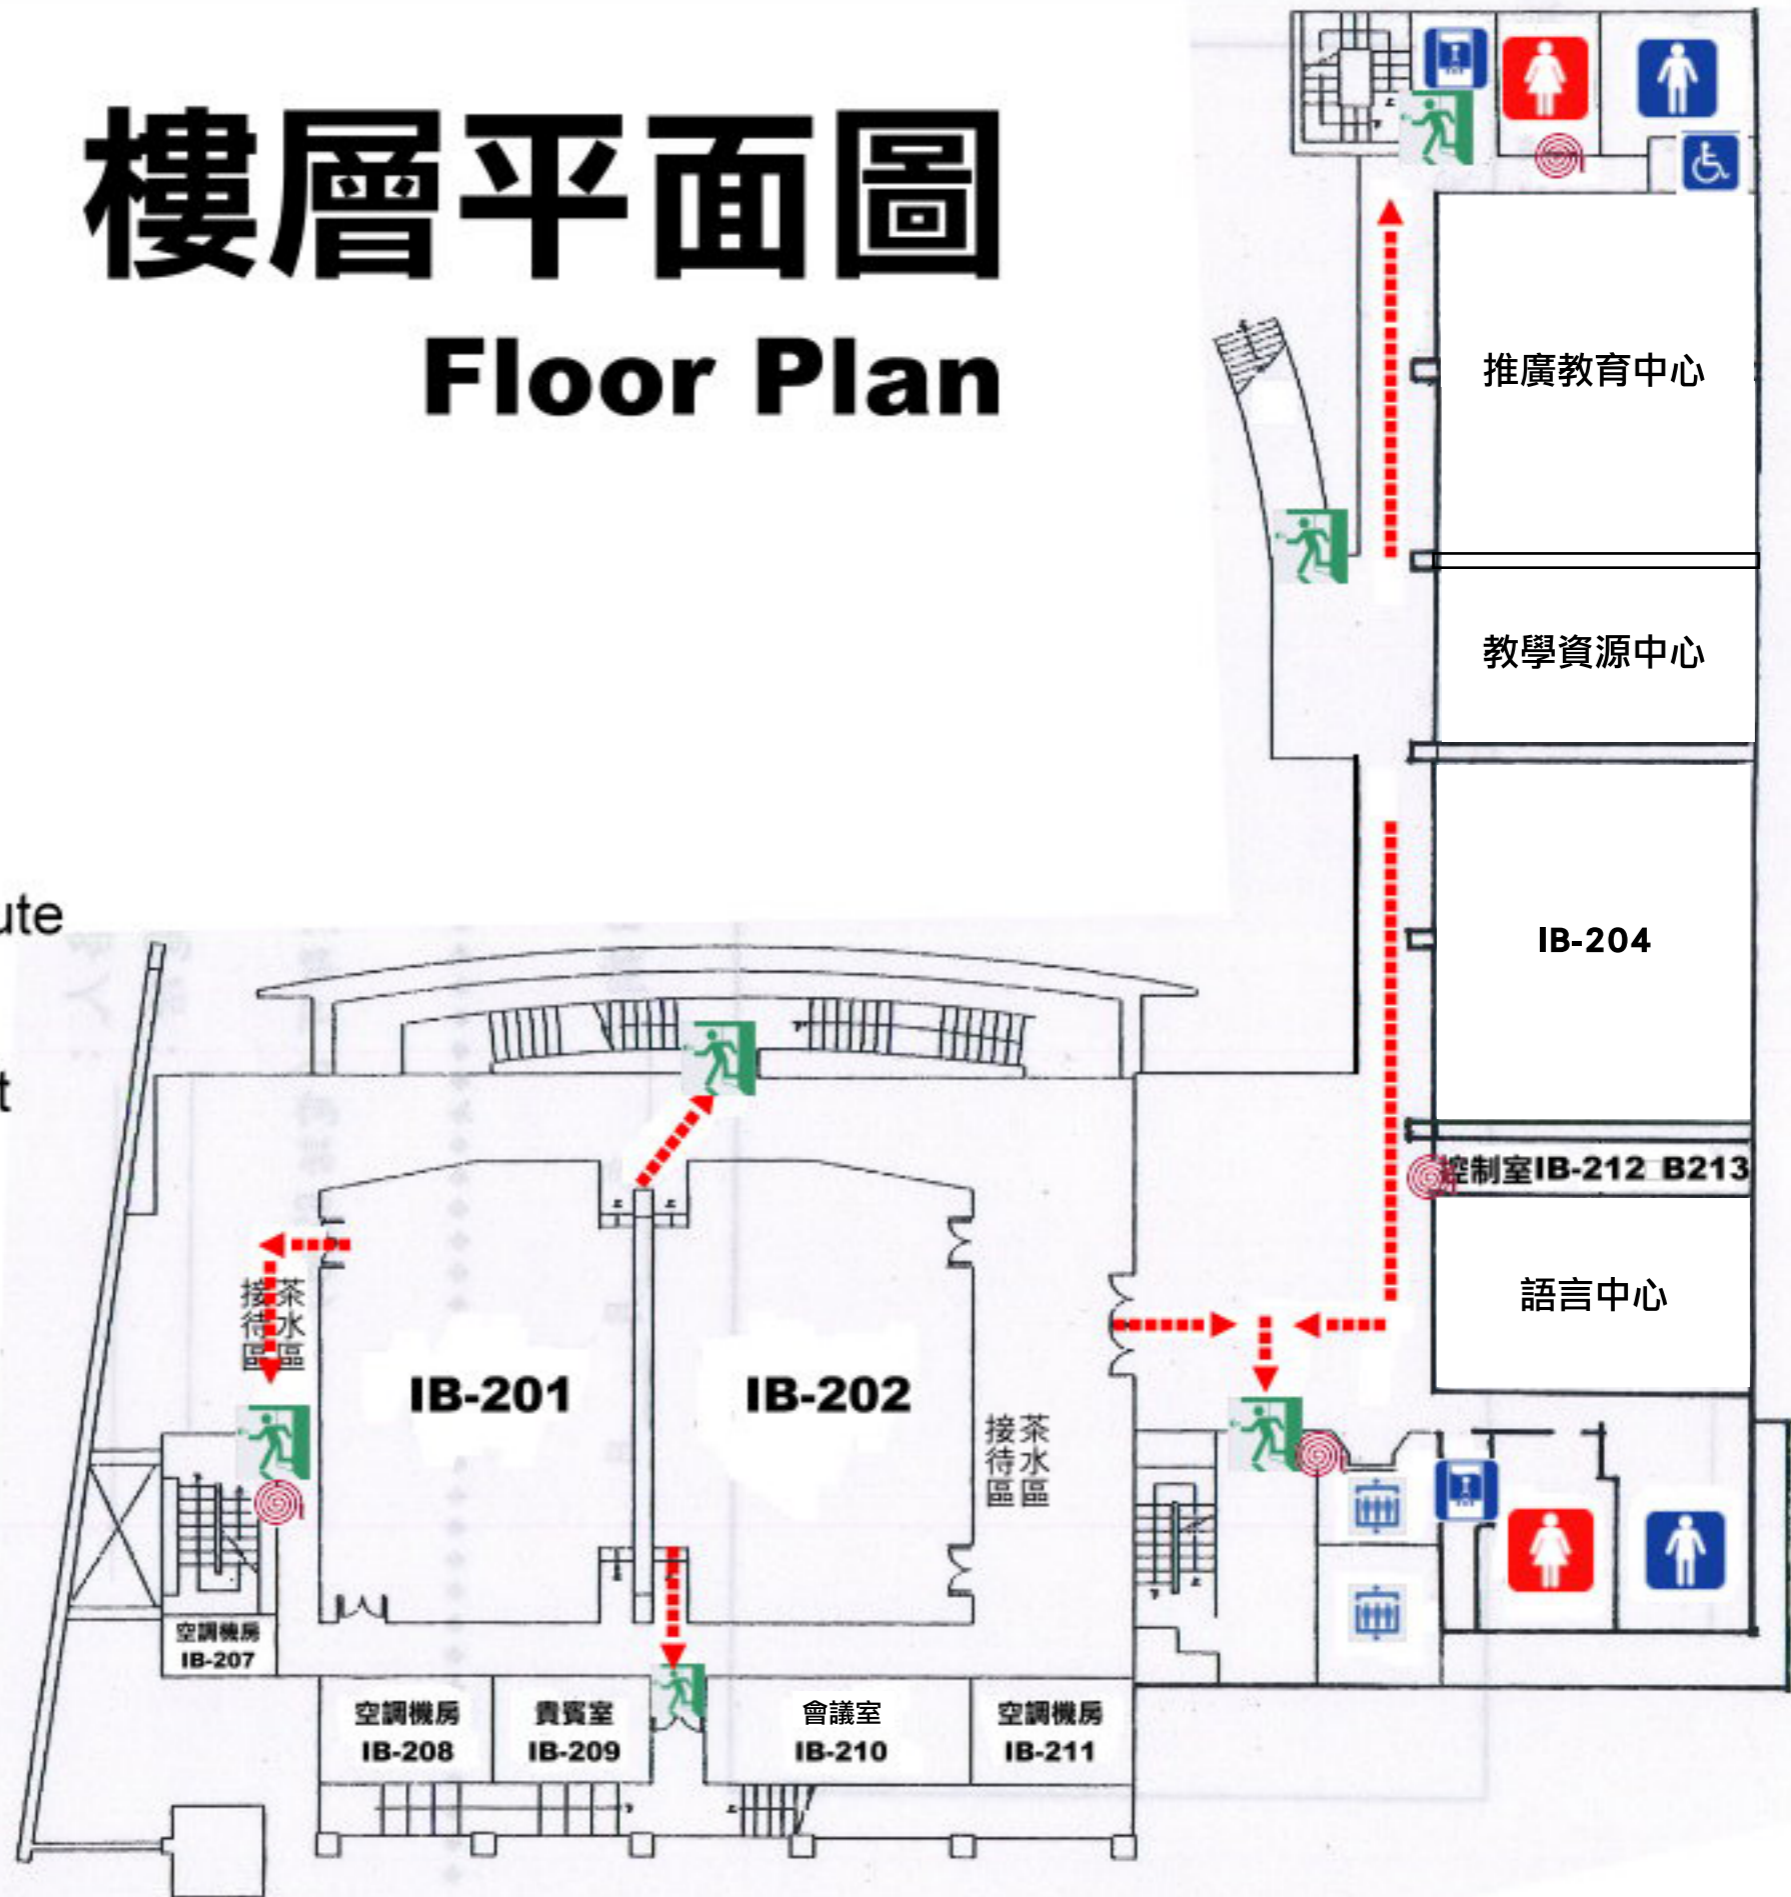 樓層平面圖
Floor Plan
推廣教育中心
教學資源中心
ute
IB-204
t
控制室IB-212 B213
語言中心
接待區
茶水區
IB-201
IB-202
接待區
茶水區
空調機房
IB-207
空調機房
IB-208
貴賓室
IB-209
會議室
IB-210
空調機房
IB-211